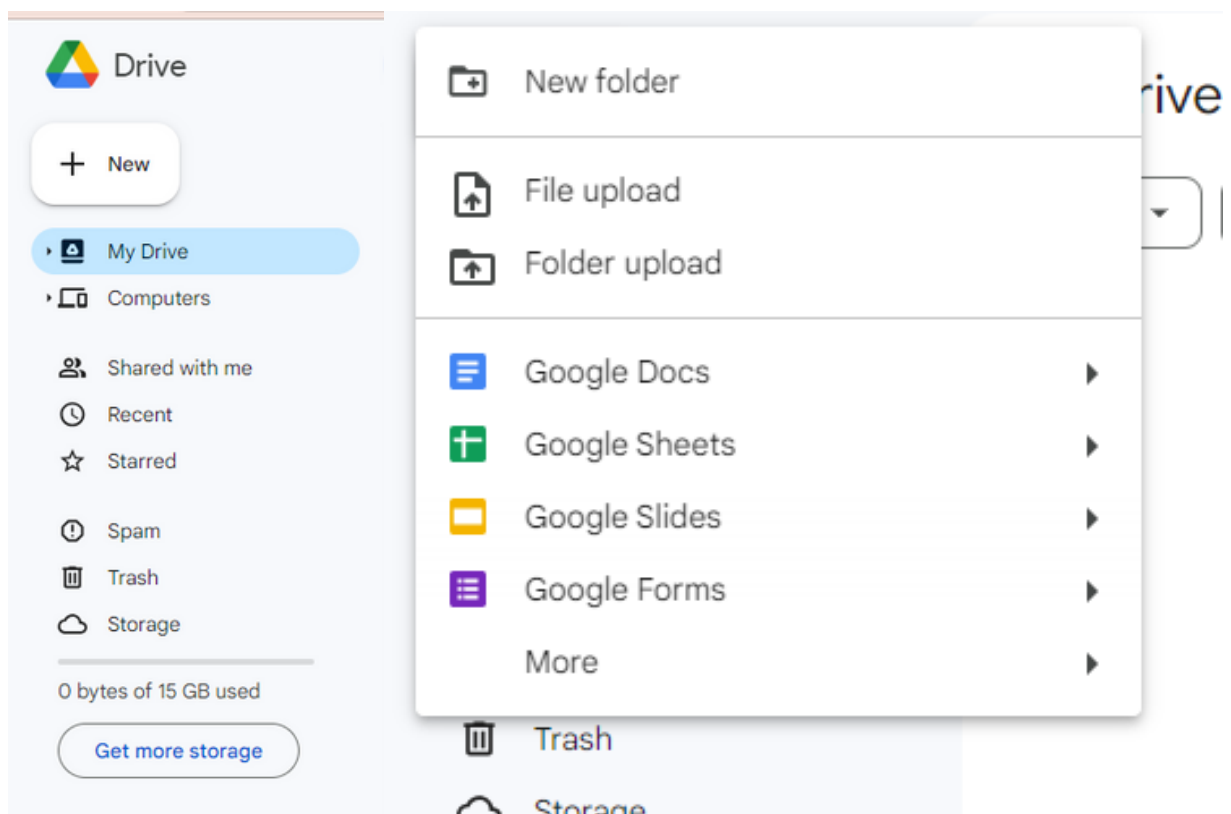 Drive
New
My Drive
Computers
Shared with me
Recent
Starred
Spam
Trash
Storage
0 bytes of 15 GB used
Get more storage
New folder
File upload
Folder upload
Google Docs
Google Sheets
Google Slides
Google Forms
More
Trash
Storage
rive